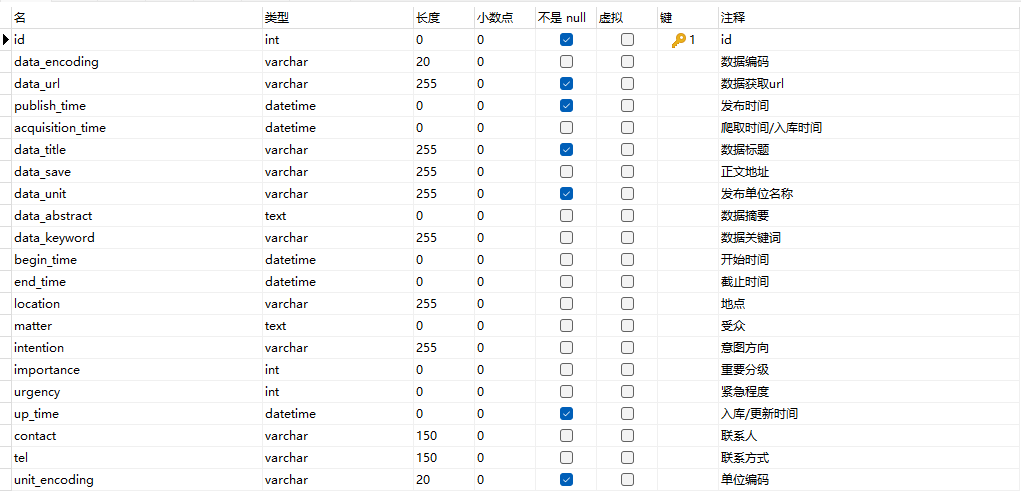 名 类型 长度 小数点 不是 null 虚拟 键 注释
id int 0 0 1 id
data_encoding varchar 20 0 数据编码
data_url varchar 255 0 数据获取url
publish_time datetime 0 0 发布时间
acquisition_time datetime 0 0 爬取时间/入库时间
data_title varchar 255 0 数据标题
data_save varchar 255 0 正文地址
data_unit varchar 255 0 发布单位名称
data_abstract text 0 0 数据摘要
data_keyword varchar 255 0 数据关键词
begin_time datetime 0 0 开始时间
end_time datetime 0 0 截止时间
location varchar 255 0 地点
matter text 0 0 受众
intention varchar 255 0 意图方向
importance int 0 0 重要分级
urgency int 0 0 紧急程度
up_time datetime 0 0 入库/更新时间
contact varchar 150 0 联系人
tel varchar 150 0 联系方式
unit_encoding varchar 20 0 单位编码